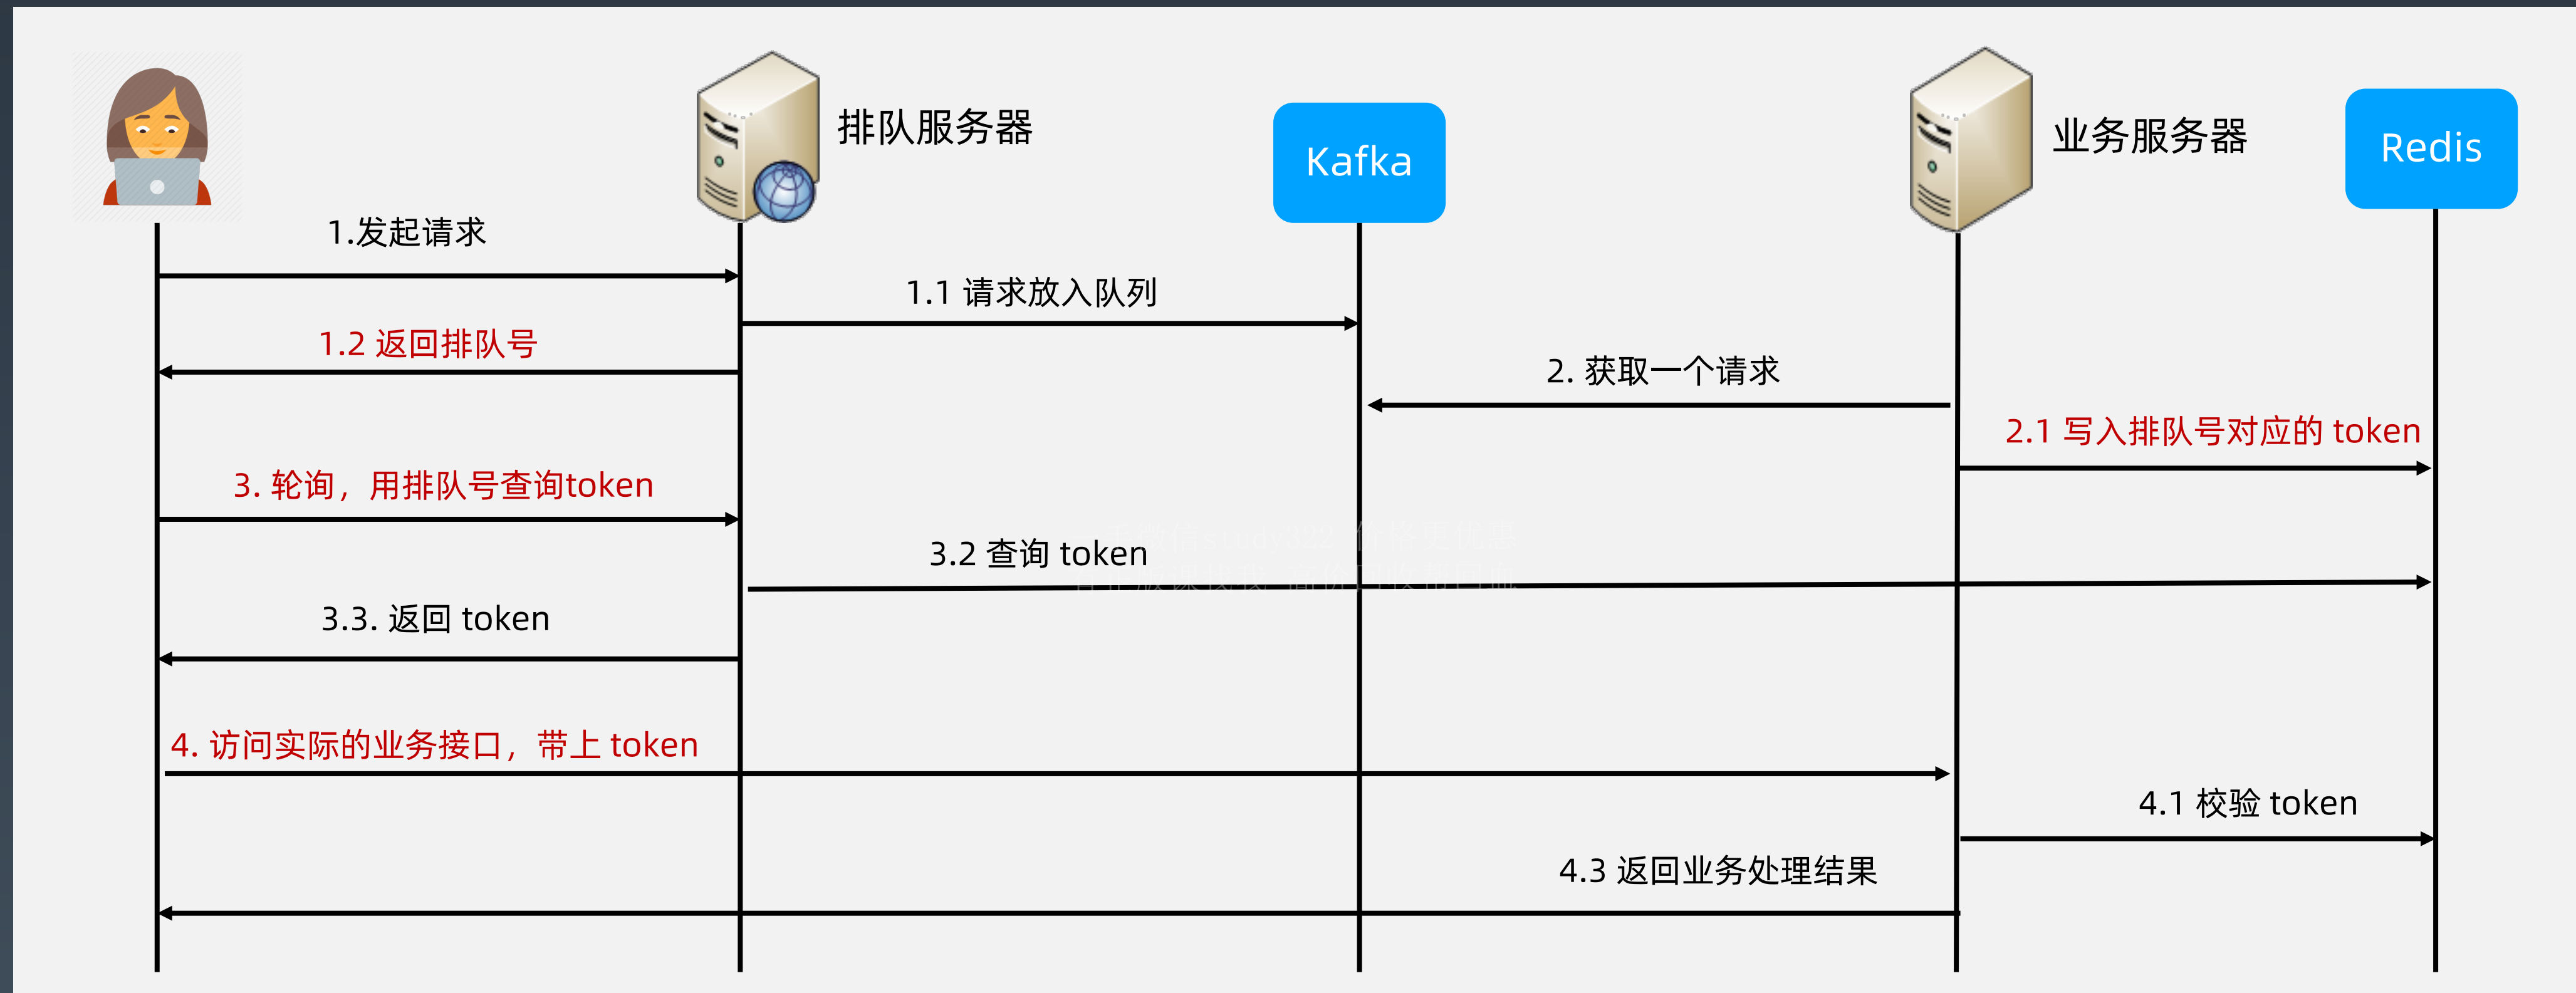 排队服务器
Kafka
业务服务器
Redis
1.发起请求
1.1 请求放入队列
1.2 返回排队号
2. 获取一个请求
2.1 写入排队号对应的 token
3. 轮询，用排队号查询token
3.2 查询 token
3.3. 返回 token
4. 访问实际的业务接口，带上 token
4.1 校验 token
4.3 返回业务处理结果